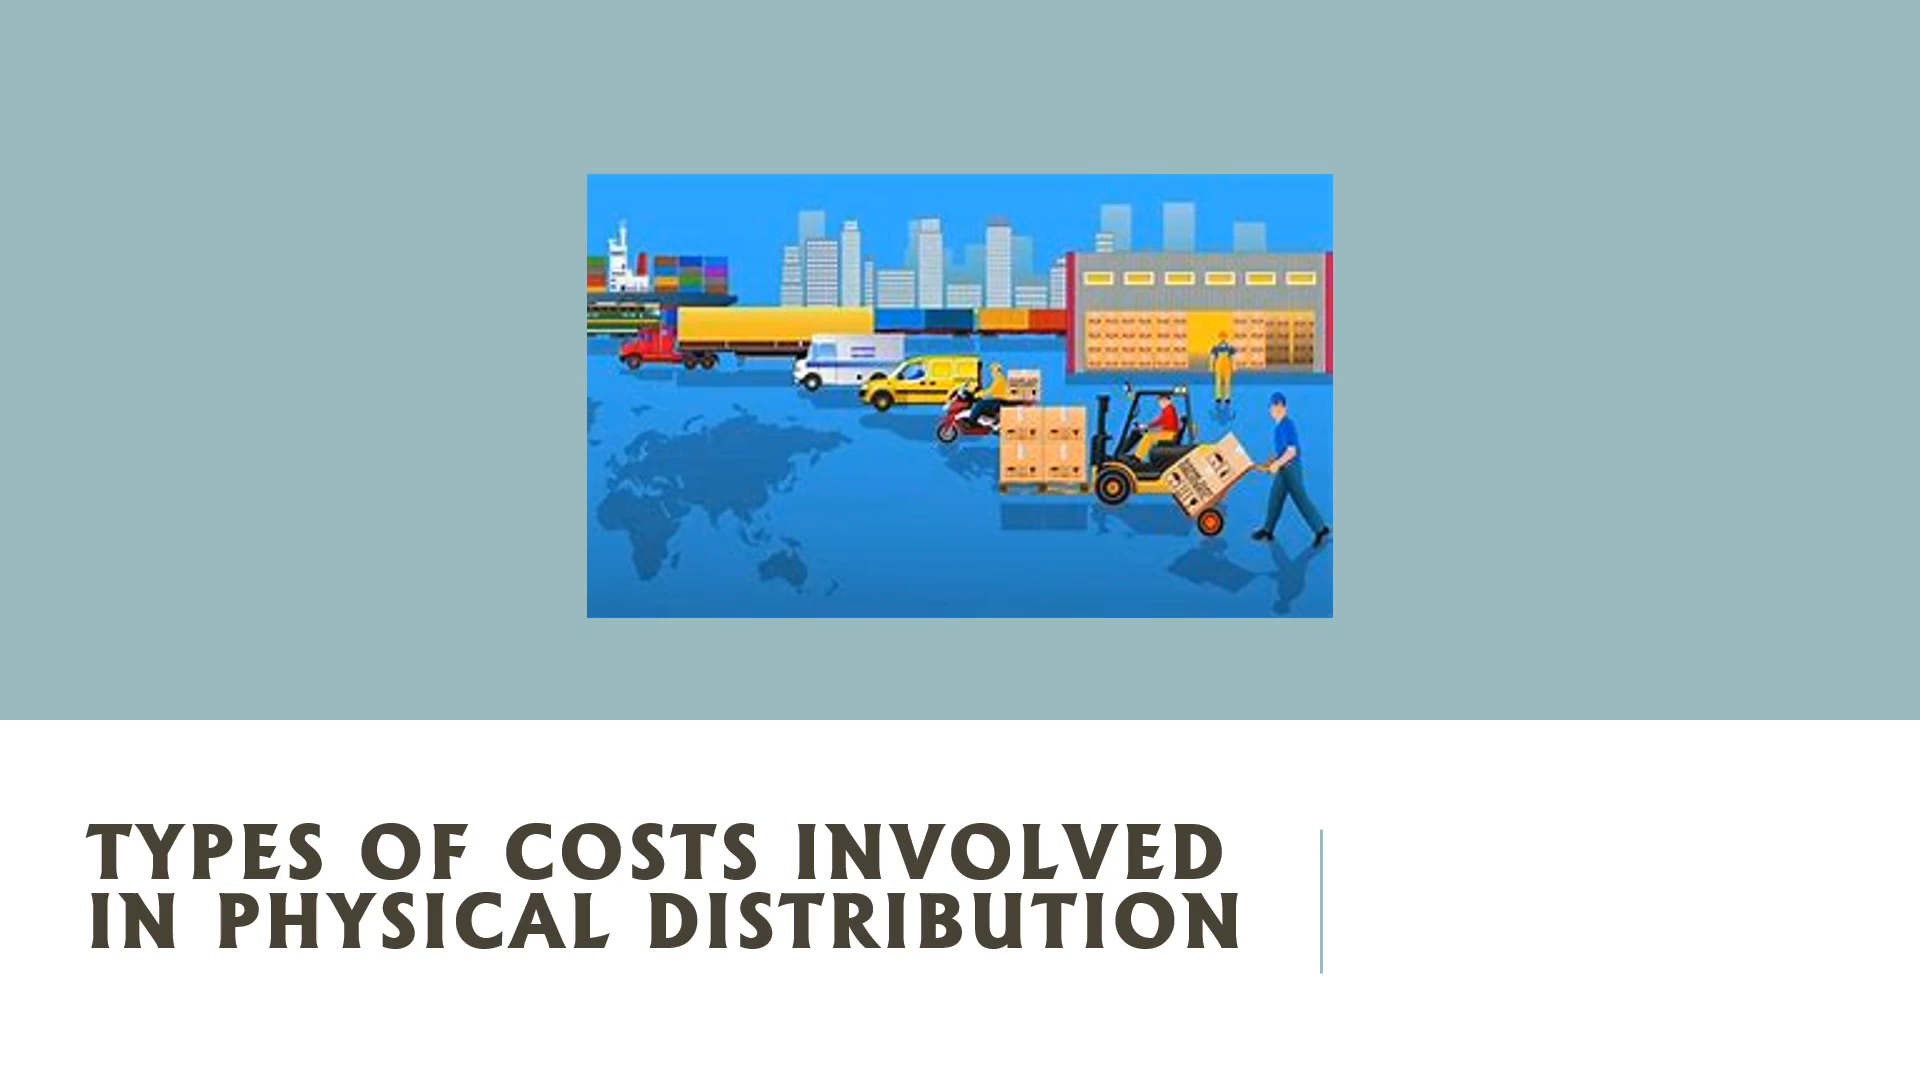 TYPES OF COSTS INVOLVED
IN PHYSICAL DISTRIBUTION